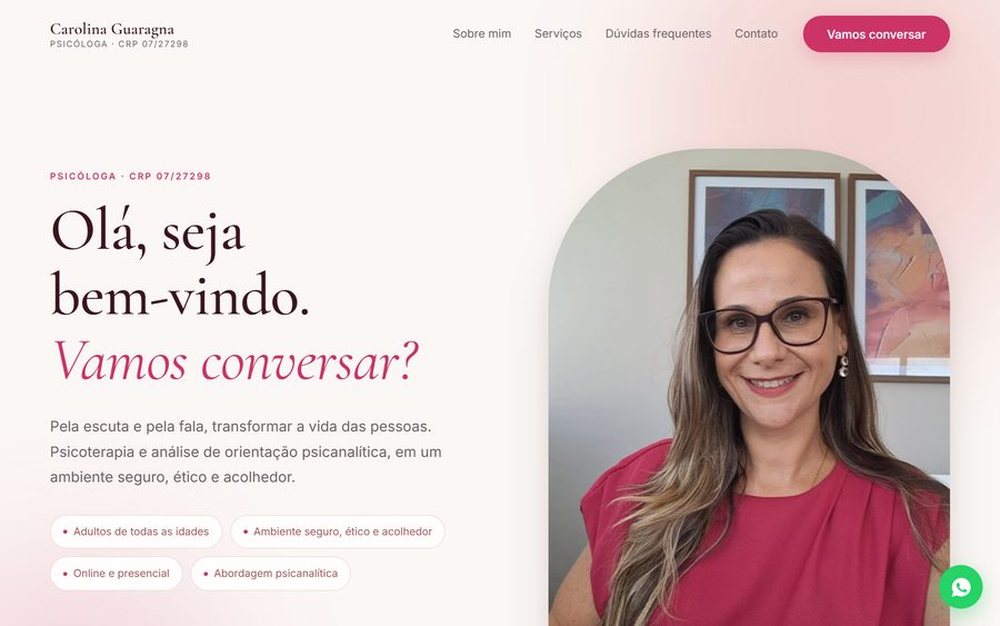 Carolina Guaragna
PSICÓLOGA · CRP 07/27298
Sobre mim
Serviços
Dúvidas frequentes
Contato
Vamos conversar
PSICÓLOGA · CRP 07/27298
Olá, seja
bem-vindo.
Vamos conversar?
Pela escuta e pela fala, transformar a vida das pessoas.
Psicoterapia e análise de orientação psicanalítica, em um
ambiente seguro, ético e acolhedor.
Adultos de todas as idades
Ambiente seguro, ético e acolhedor
Online e presencial
Abordagem psicanalítica